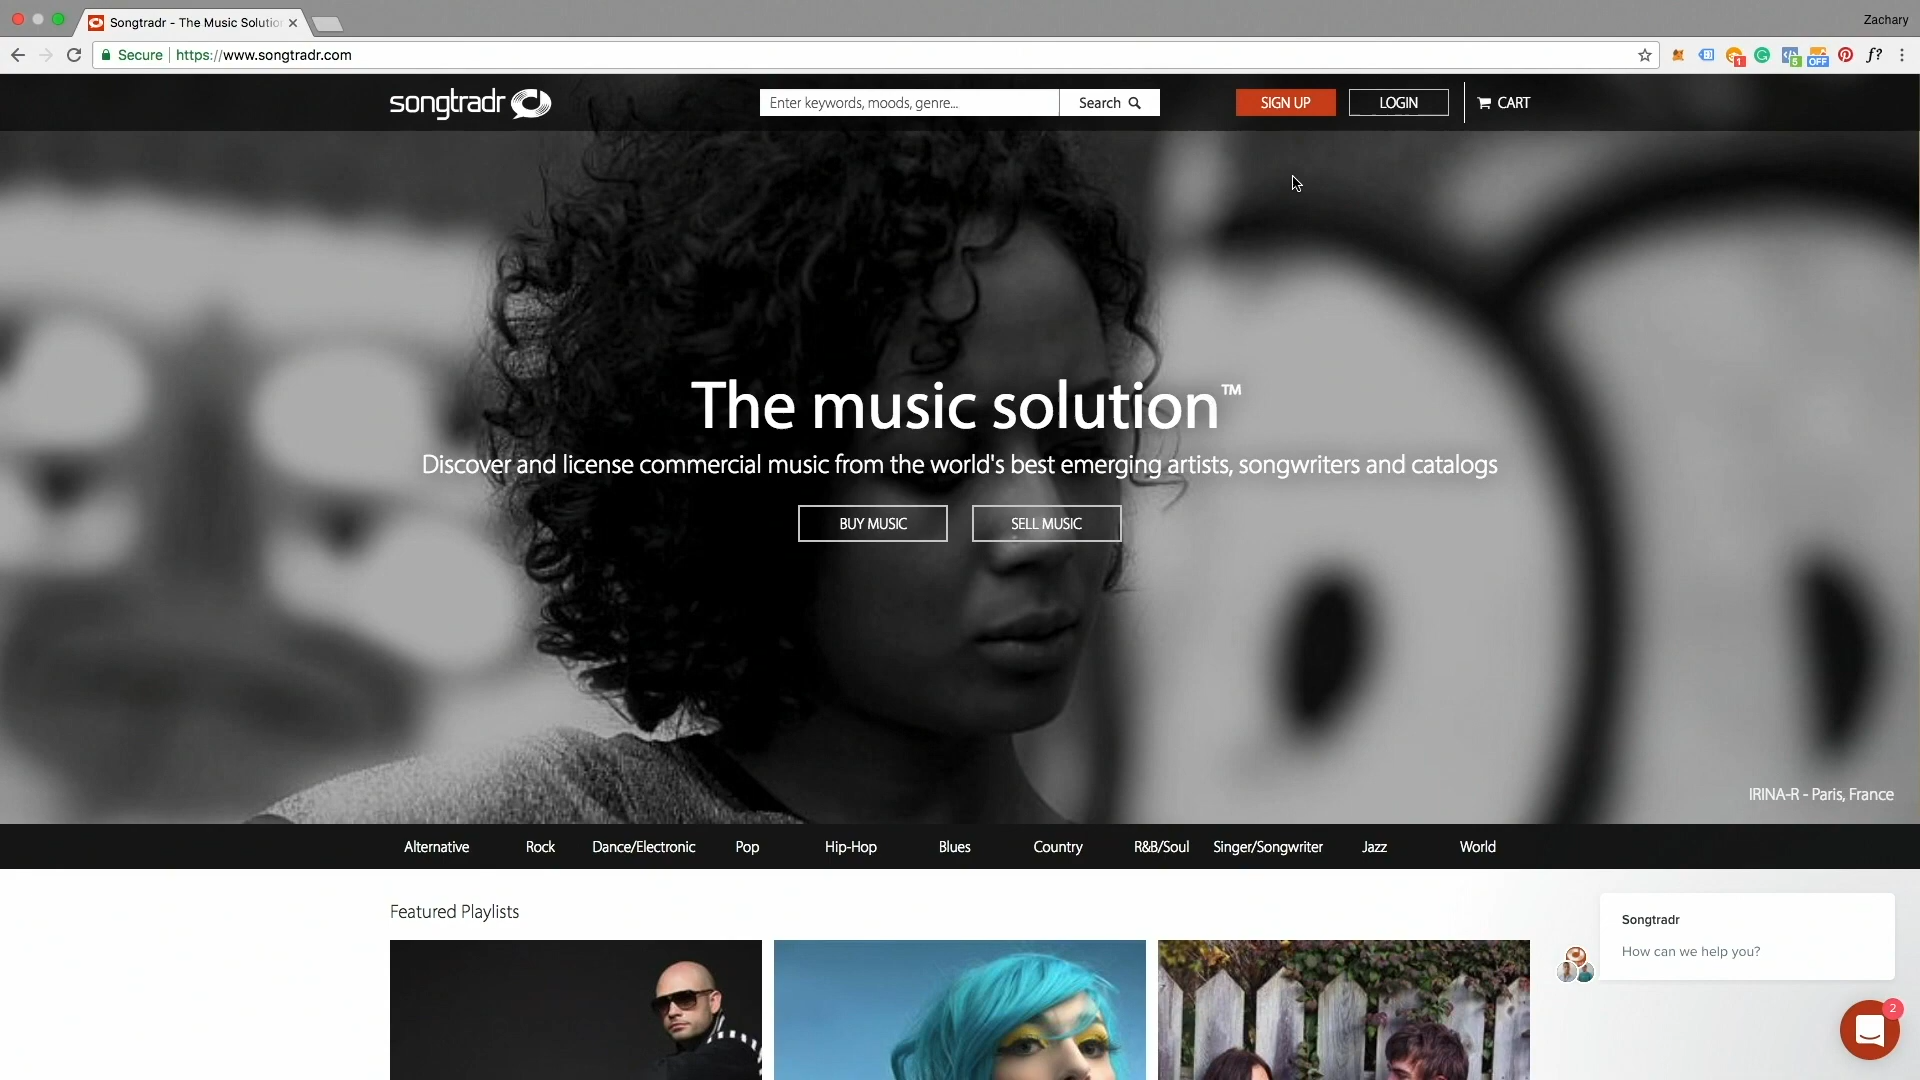 Songtradr - The Music Solutio
Zachary
Secure
https://www.songtradr.com
1
5
OFF
f?
songtradr
Enter keywords, moods, genre...
Search
SIGN UP
LOGIN
CART
The music solution™
Discover and license commercial music from the world's best emerging artists, songwriters and catalogs
BUY MUSIC
SELL MUSIC
IRINA-R - Paris, France
Alternative
Rock
Dance/Electronic
Pop
Hip-Hop
Blues
Country
R&B/Soul
Singer/Songwriter
Jazz
World
Featured Playlists
Songtradr
How can we help you?
2